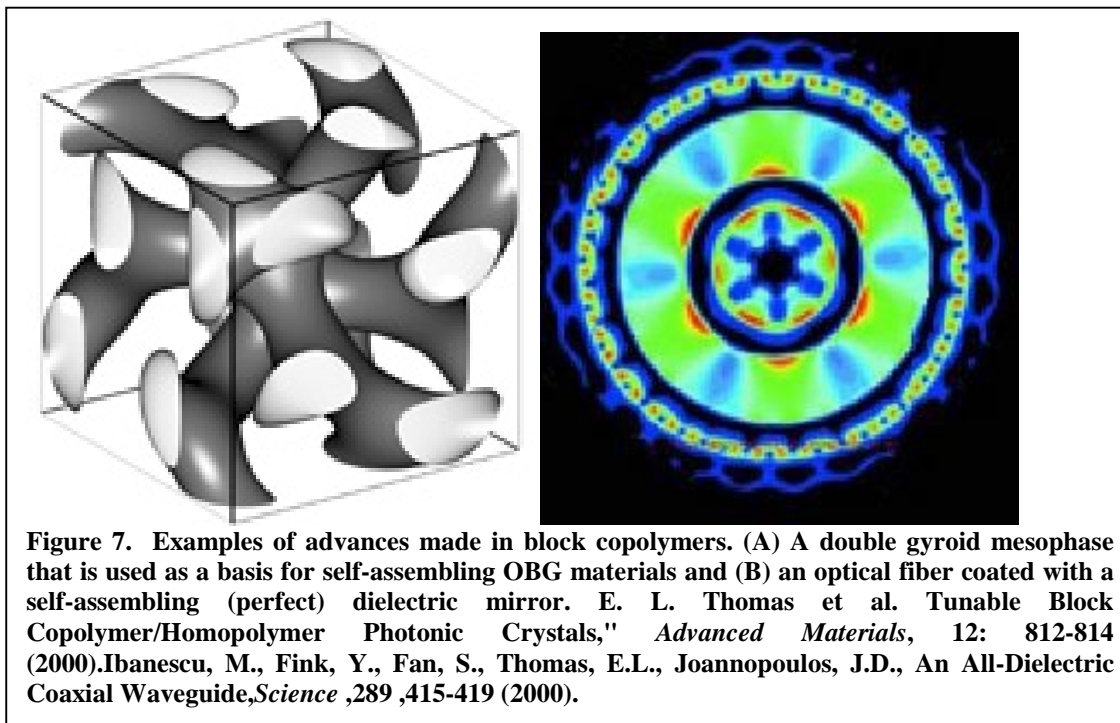 Figure 7. Examples of advances made in block copolymers. (A) A double gyroid mesophase
that is used as a basis for self-assembling OBG materials and (B) an optical fiber coated with a
self-assembling (perfect) dielectric mirror. E. L. Thomas et al. Tunable Block
Copolymer/Homopolymer Photonic Crystals," Advanced Materials, 12: 812-814
(2000).Ibanescu, M., Fink, Y., Fan, S., Thomas, E.L., Joannopoulos, J.D., An All-Dielectric
Coaxial Waveguide,Science ,289 ,415-419 (2000).